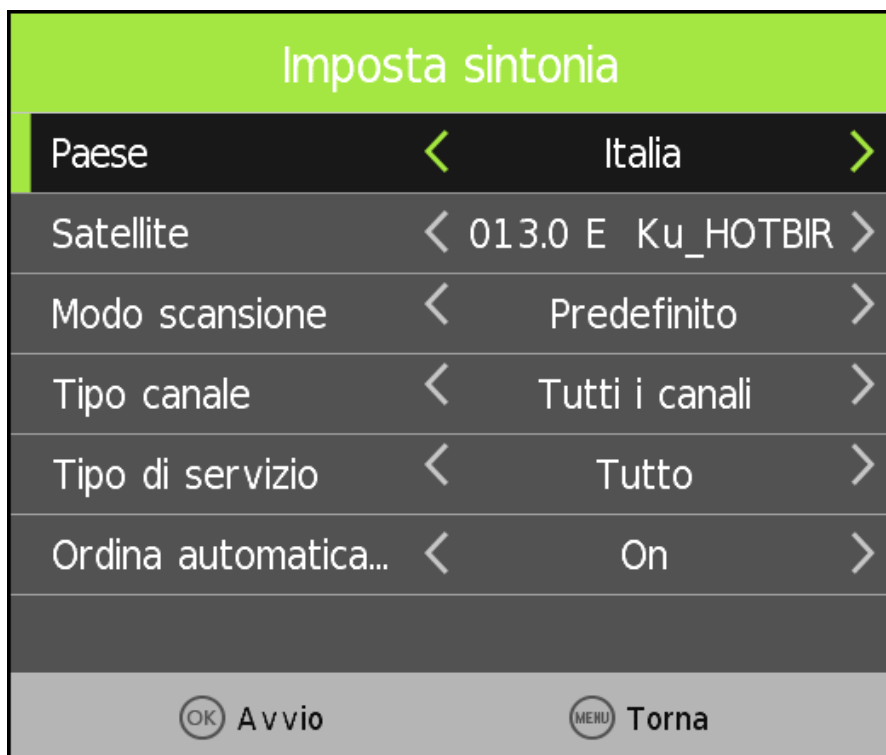 Imposta sintonia
Paese < Italia >
Satellite < 013.0 E Ku_HOTBIR >
Modo scansione < Predefinito >
Tipo canale < Tutti i canali >
Tipo di servizio < Tutto >
Ordina automatica... < On >
OK Avvio MENU Torna